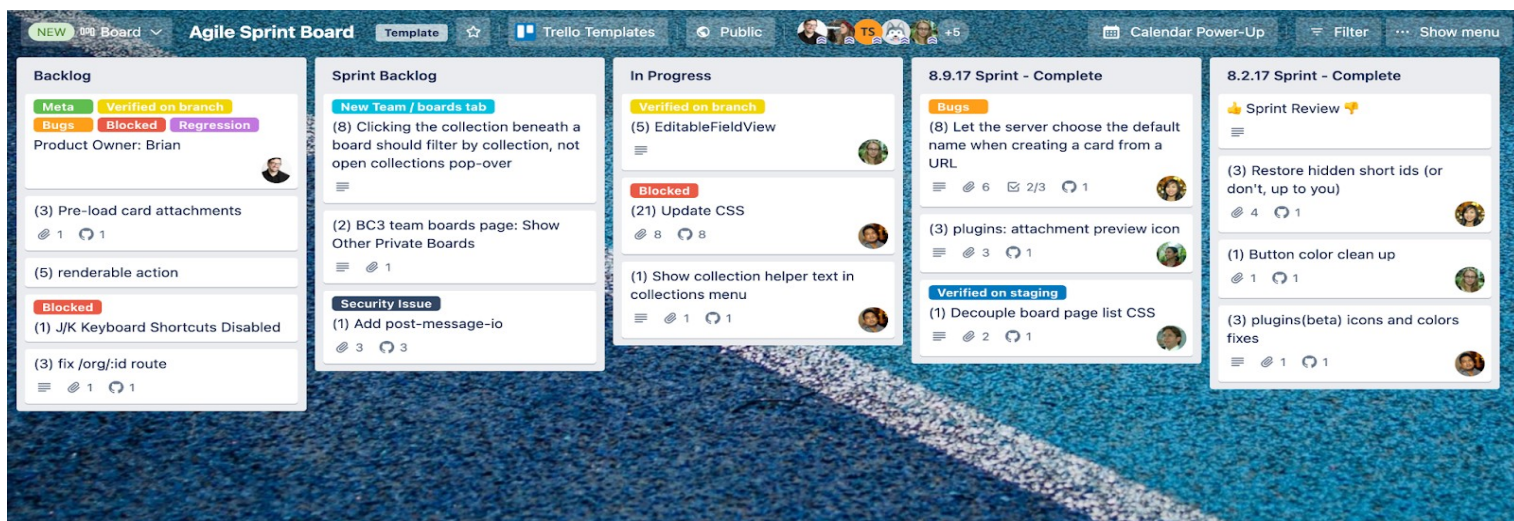 NEW Board Agile Sprint Board Template Trello Templates Public TS +5 Calendar Power-Up Filter ··· Show menu
Backlog
Meta Verified on branch
Bugs Blocked Regression
Product Owner: Brian
(3) Pre-load card attachments
1 1
(5) renderable action
Blocked
(1) J/K Keyboard Shortcuts Disabled
(3) fix /org/:id route
1 1
Sprint Backlog
New Team / boards tab
(8) Clicking the collection beneath a
board should filter by collection, not
open collections pop-over
(2) BC3 team boards page: Show
Other Private Boards
1
Security Issue
(1) Add post-message-io
3 3
In Progress
Verified on branch
(5) EditableFieldView
Blocked
(21) Update CSS
8 8
(1) Show collection helper text in
collections menu
1 1
8.9.17 Sprint - Complete
Bugs
(8) Let the server choose the default
name when creating a card from a
URL
6 2/3 1
(3) plugins: attachment preview icon
3 1
Verified on staging
(1) Decouple board page list CSS
2 1
8.2.17 Sprint - Complete
👍 Sprint Review 👎
(3) Restore hidden short ids (or
don't, up to you)
4 1
(1) Button color clean up
1 1
(3) plugins(beta) icons and colors
fixes
1 1